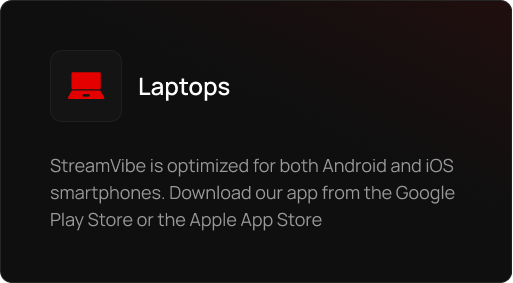 Laptops
StreamVibe is optimized for both Android and iOS
smartphones. Download our app from the Google
Play Store or the Apple App Store